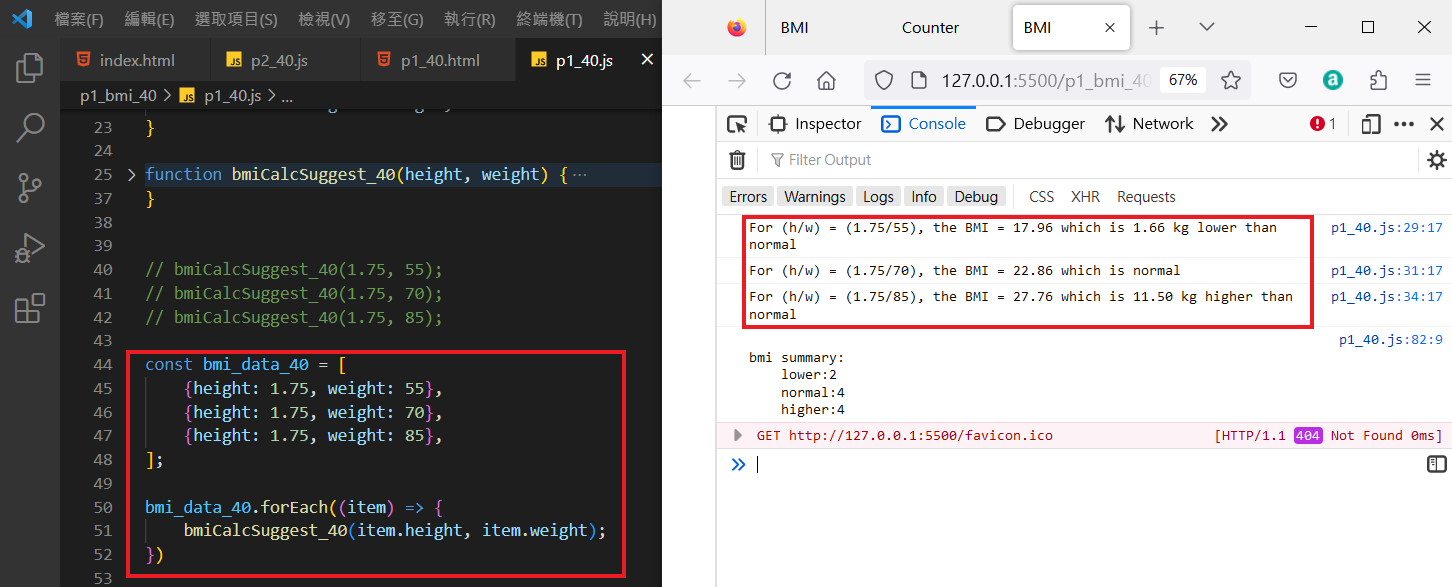 檔案(F) 編輯(E) 選取項目(S) 檢視(V) 移至(G) 執行(R) 終端機(T) 說明(H)
index.html
JS p2_40.js
p1_40.html
JS p1_40.js
p1_bmi_40 > JS p1_40.js > ...
23 }
24
25 function bmiCalcSuggest_40(height, weight) { ...
37 }
38
39
40 // bmiCalcSuggest_40(1.75, 55);
41 // bmiCalcSuggest_40(1.75, 70);
42 // bmiCalcSuggest_40(1.75, 85);
43
44 const bmi_data_40 = [
45 {height: 1.75, weight: 55},
46 {height: 1.75, weight: 70},
47 {height: 1.75, weight: 85},
48 ];
49
50 bmi_data_40.forEach((item) => {
51 bmiCalcSuggest_40(item.height, item.weight);
52 })
53
BMI
Counter
BMI
127.0.0.1:5500/p1_bmi_40 67%
a
Inspector Console Debugger Network 1
Filter Output
Errors Warnings Logs Info Debug CSS XHR Requests
For (h/w) = (1.75/55), the BMI = 17.96 which is 1.66 kg lower than p1_40.js:29:17
normal
For (h/w) = (1.75/70), the BMI = 22.86 which is normal p1_40.js:31:17
For (h/w) = (1.75/85), the BMI = 27.76 which is 11.50 kg higher than p1_40.js:34:17
normal
p1_40.js:82:9
bmi summary:
lower:2
normal:4
higher:4
GET http://127.0.0.1:5500/favicon.ico [HTTP/1.1 404 Not Found 0ms]